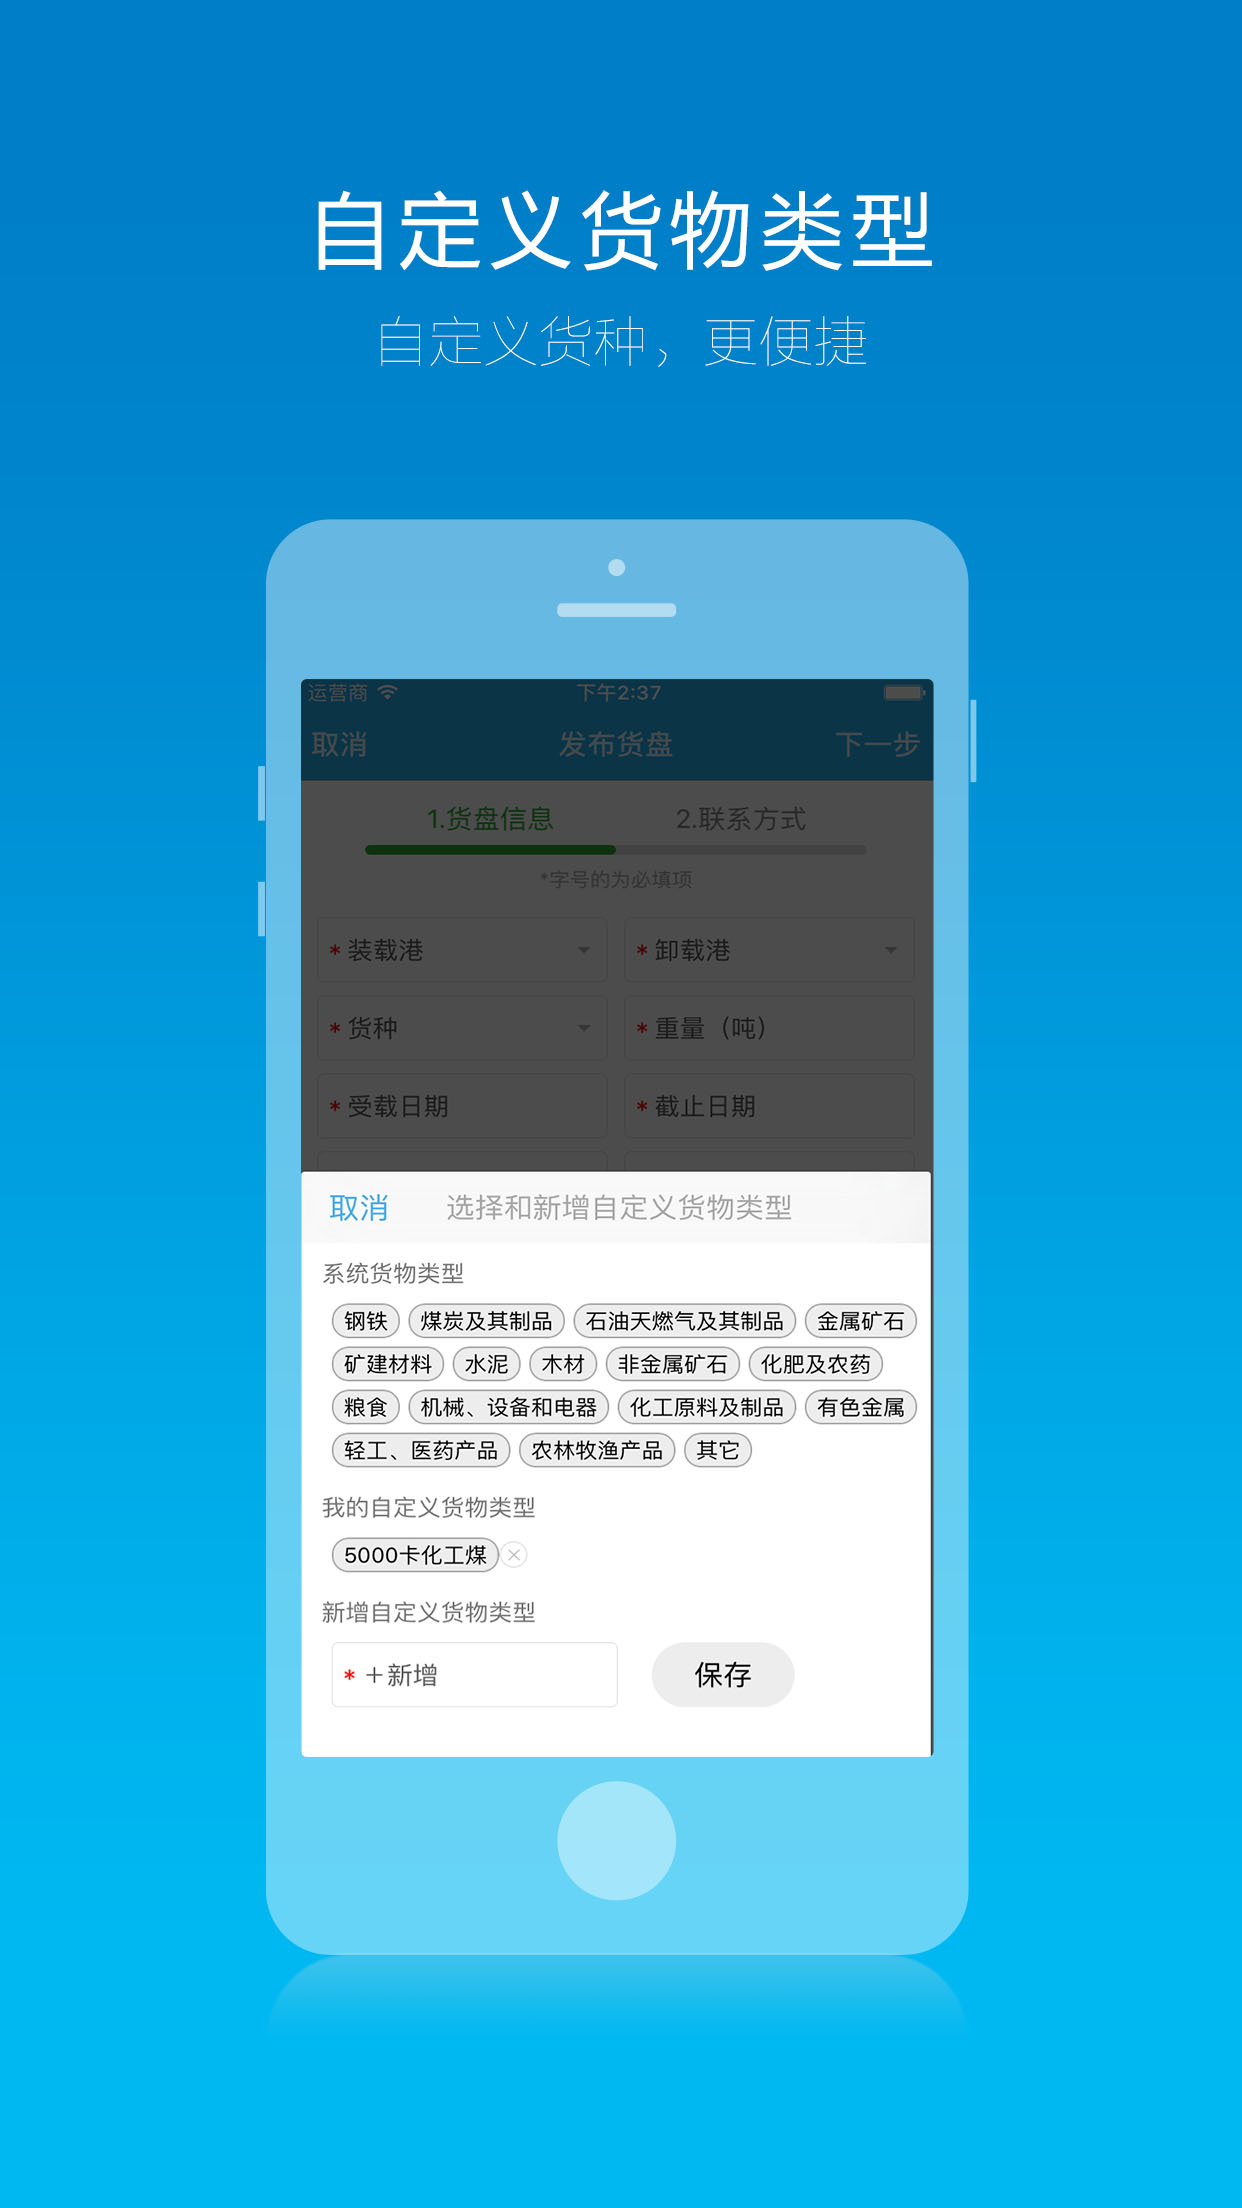 自定义货物类型
自定义货种，更便捷
运营商 下午2:37
取消 发布货盘 下一步
1.货盘信息 2.联系方式
*字号的为必填项
* 装载港 * 卸载港
* 货种 * 重量（吨）
* 受载日期 * 截止日期
取消 选择和新增自定义货物类型
系统货物类型
钢铁 煤炭及其制品 石油天燃气及其制品 金属矿石
矿建材料 水泥 木材 非金属矿石 化肥及农药
粮食 机械、设备和电器 化工原料及制品 有色金属
轻工、医药产品 农林牧渔产品 其它
我的自定义货物类型
5000卡化工煤
新增自定义货物类型
* ＋新增 保存